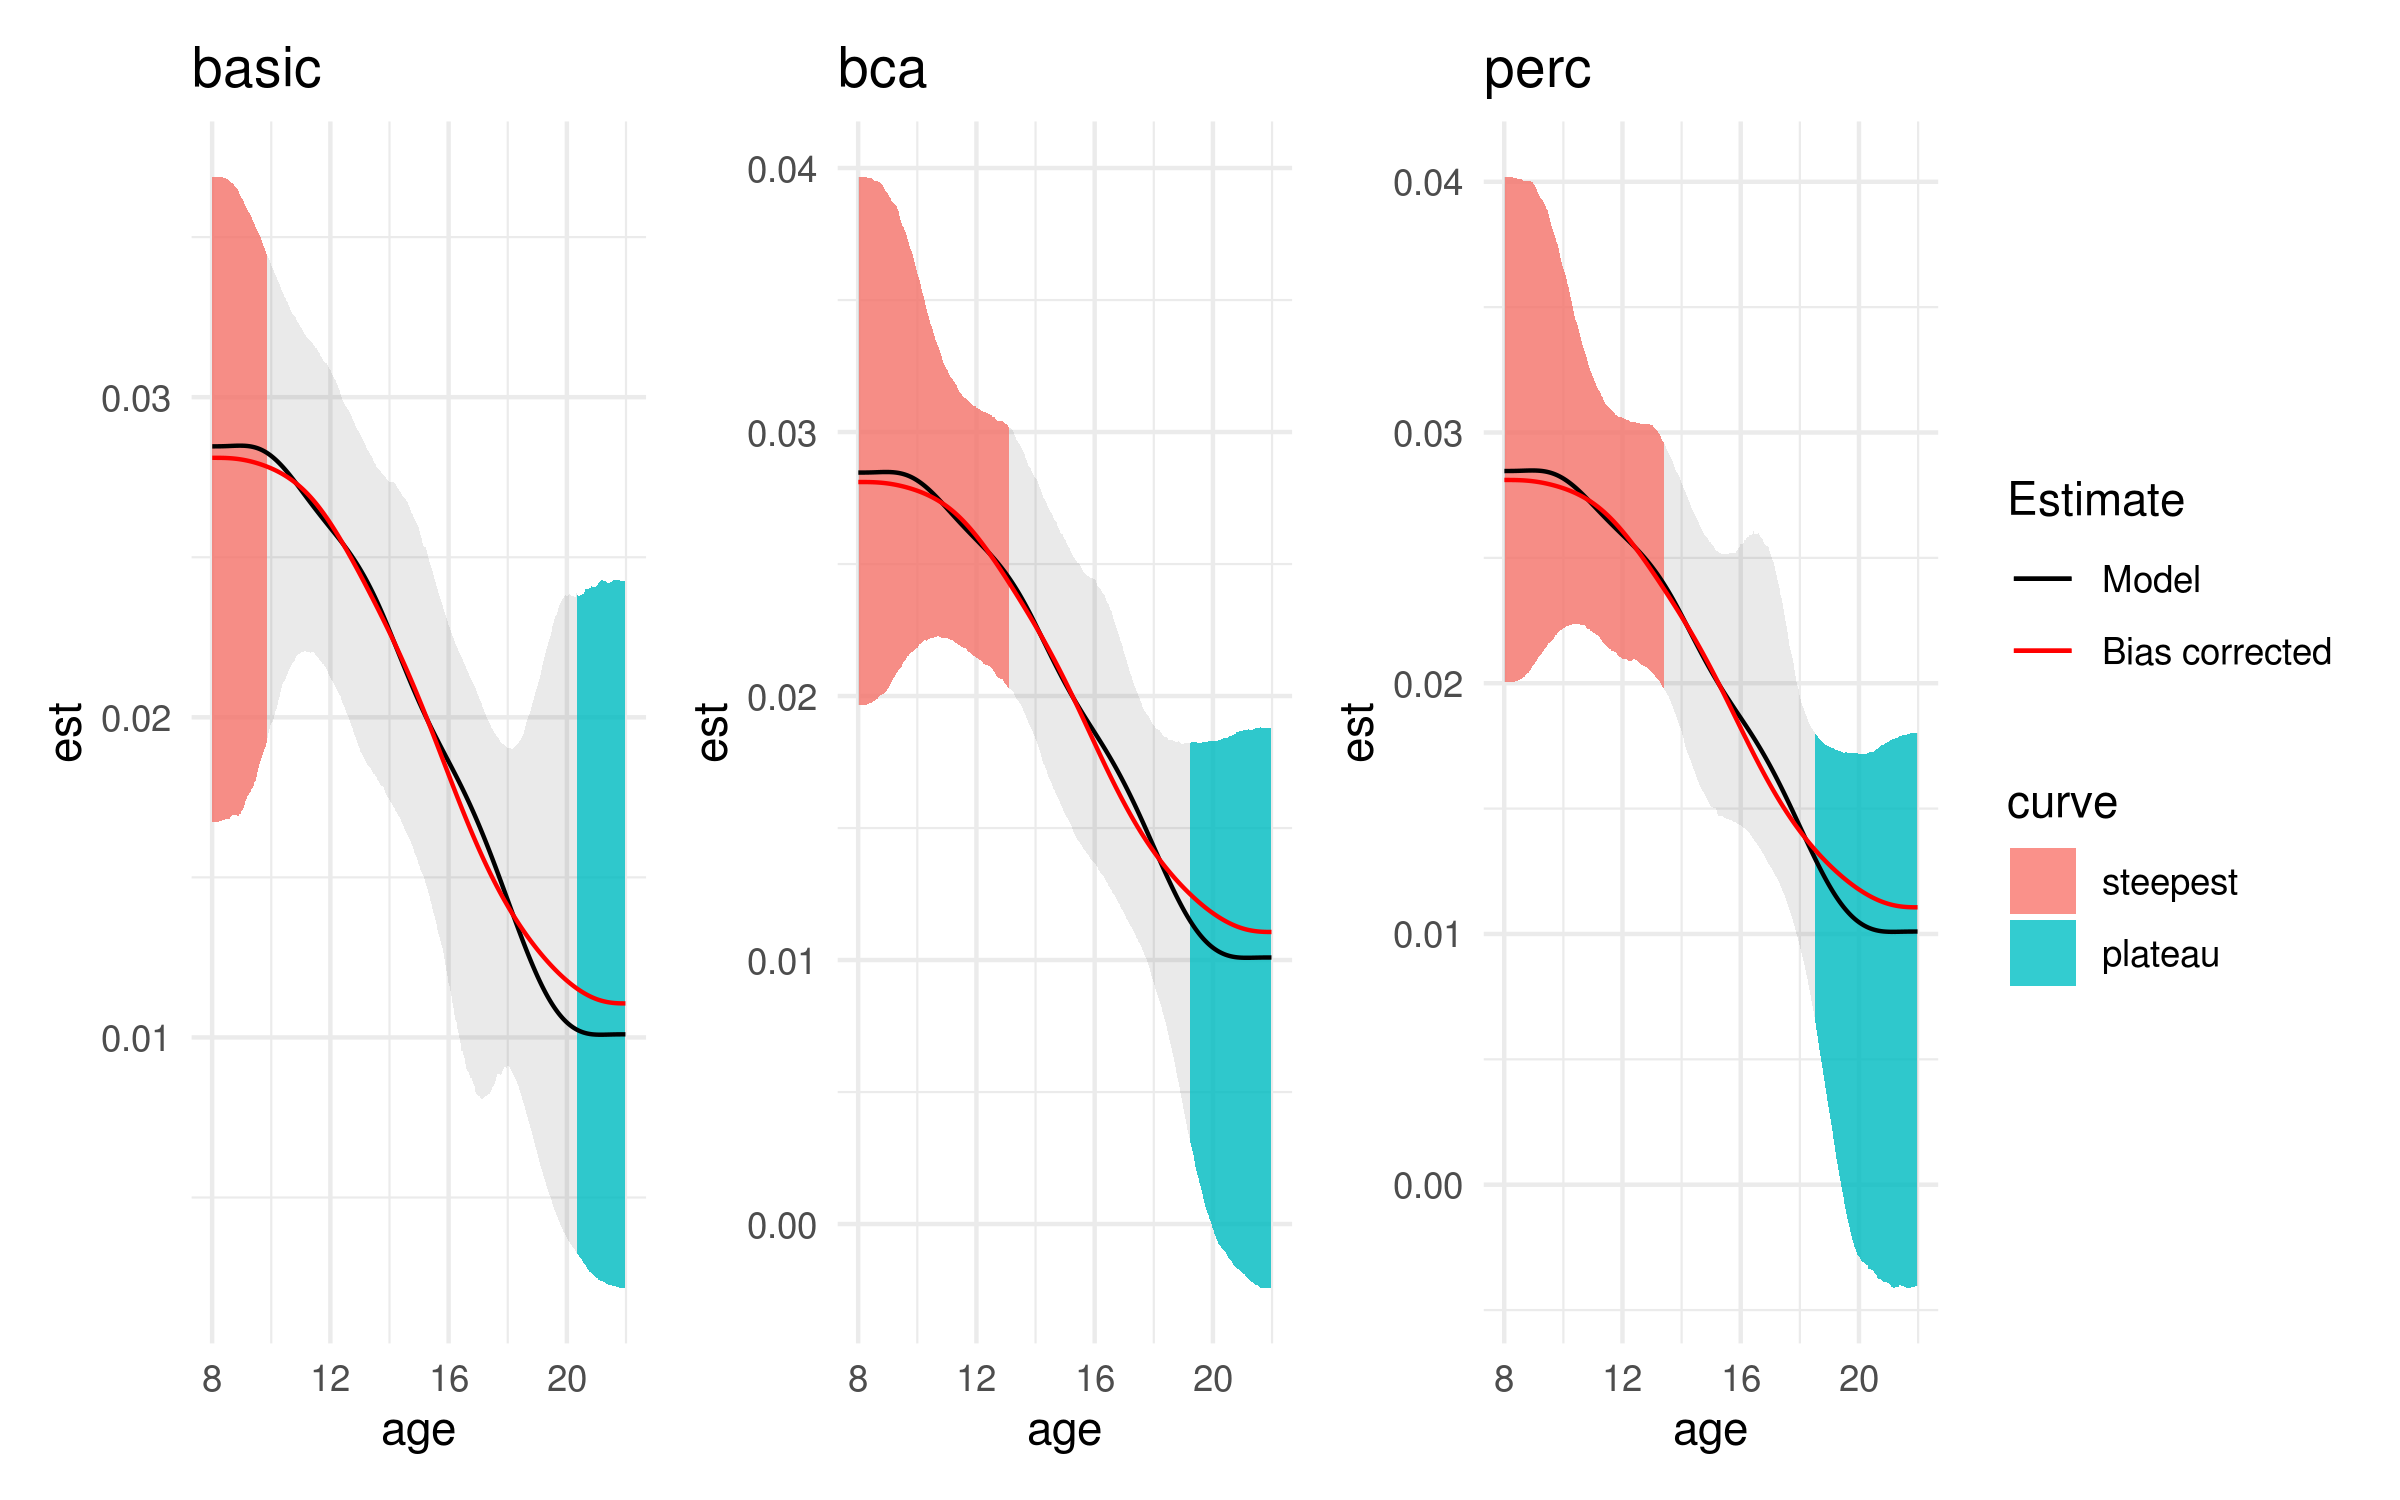 basic
0.03
0.02
0.01
est
8 12 16 20
age
bca
0.04
0.03
0.02
0.01
0.00
est
8 12 16 20
age
perc
0.04
0.03
0.02
0.01
0.00
est
8 12 16 20
age
Estimate
Model
Bias corrected
curve
steepest
plateau